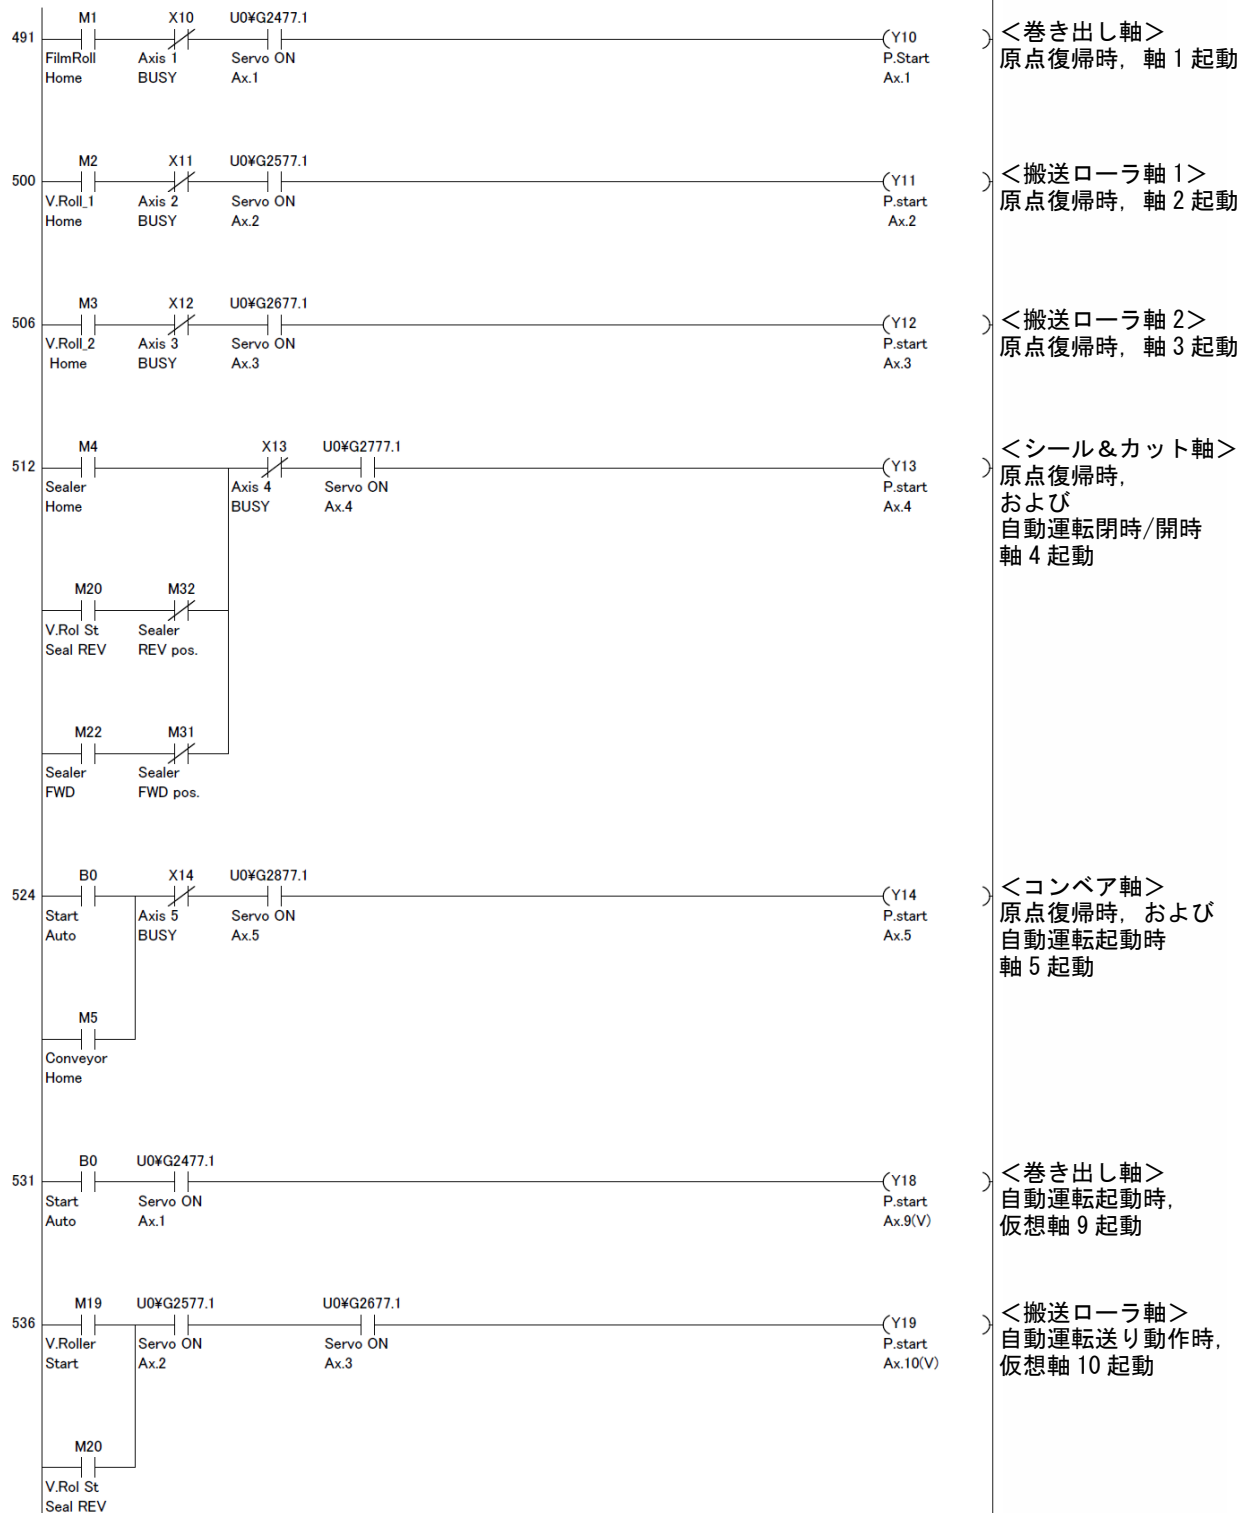 M1 X10 U0¥G2477.1
491 (Y10 ) <巻き出し軸>
FilmRoll Axis 1 Servo ON P.Start 原点復帰時, 軸1起動
Home BUSY Ax.1 Ax.1
M2 X11 U0¥G2577.1
500 (Y11 ) <搬送ローラ軸1>
V.Roll_1 Axis 2 Servo ON P.start 原点復帰時, 軸2起動
Home BUSY Ax.2 Ax.2
M3 X12 U0¥G2677.1
506 (Y12 ) <搬送ローラ軸2>
V.Roll_2 Axis 3 Servo ON P.start 原点復帰時, 軸3起動
Home BUSY Ax.3 Ax.3
M4 X13 U0¥G2777.1 <シール&カット軸>
512 (Y13 ) 原点復帰時,
Sealer Axis 4 Servo ON P.start および
Home BUSY Ax.4 Ax.4 自動運転閉時/開時
軸4起動
M20 M32
V.Rol St Sealer
Seal REV REV pos.
M22 M31
Sealer Sealer
FWD FWD pos.
B0 X14 U0¥G2877.1 <コンベア軸>
524 (Y14 ) 原点復帰時, および
Start Axis 5 Servo ON P.start 自動運転起動時
Auto BUSY Ax.5 Ax.5 軸5起動
M5
Conveyor
Home
B0 U0¥G2477.1 <巻き出し軸>
531 (Y18 ) 自動運転起動時,
Start Servo ON P.start 仮想軸9起動
Auto Ax.1 Ax.9(V)
M19 U0¥G2577.1 U0¥G2677.1 <搬送ローラ軸>
536 (Y19 ) 自動運転送り動作時,
V.Roller Servo ON Servo ON P.start 仮想軸10起動
Start Ax.2 Ax.3 Ax.10(V)
M20
V.Rol St
Seal REV